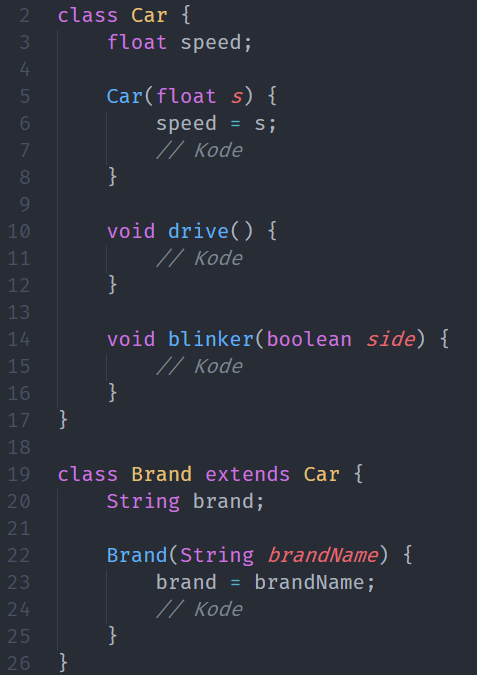 2 class Car {
3     float speed;
4
5     Car(float s) {
6         speed = s;
7         // Kode
8     }
9
10     void drive() {
11         // Kode
12     }
13
14     void blinker(boolean side) {
15         // Kode
16     }
17 }
18
19 class Brand extends Car {
20     String brand;
21
22     Brand(String brandName) {
23         brand = brandName;
24         // Kode
25     }
26 }